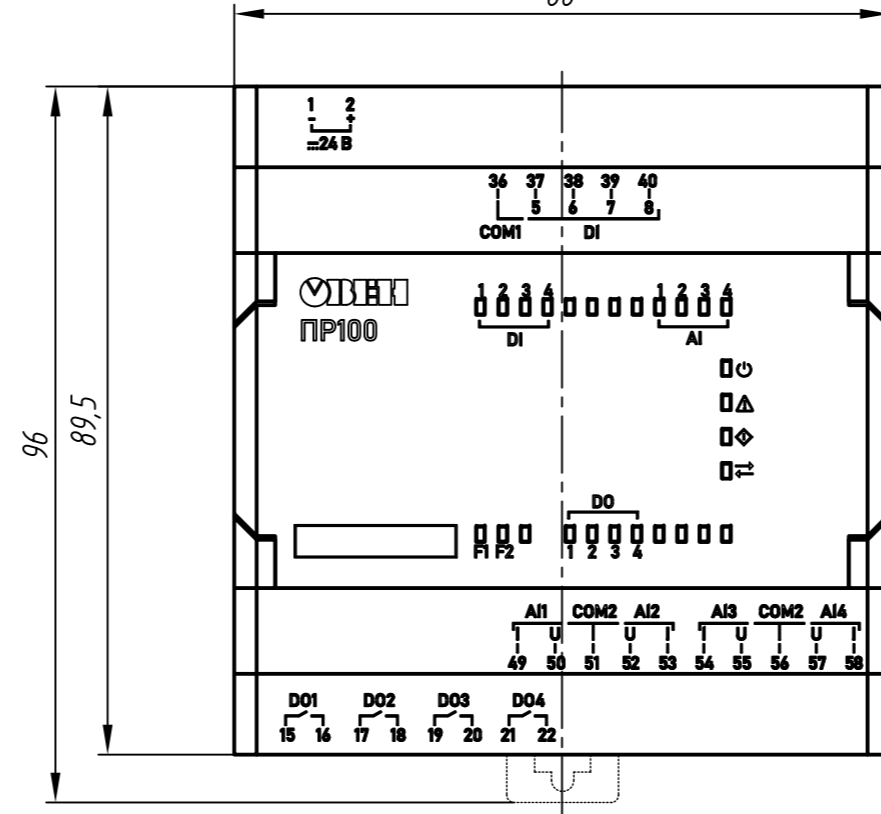 1 2
- +
⎓24 В
36 37 38 39 40
5 6 7 8
COM1 DI
ОВЕН
ПР100
1 2 3 4 1 2 3 4
DI AI
96
89,5
DO
F1 F2 1 2 3 4
AI1 COM2 AI2 AI3 COM2 AI4
I U U I I U U I
49 50 51 52 53 54 55 56 57 58
DO1 DO2 DO3 DO4
15 16 17 18 19 20 21 22